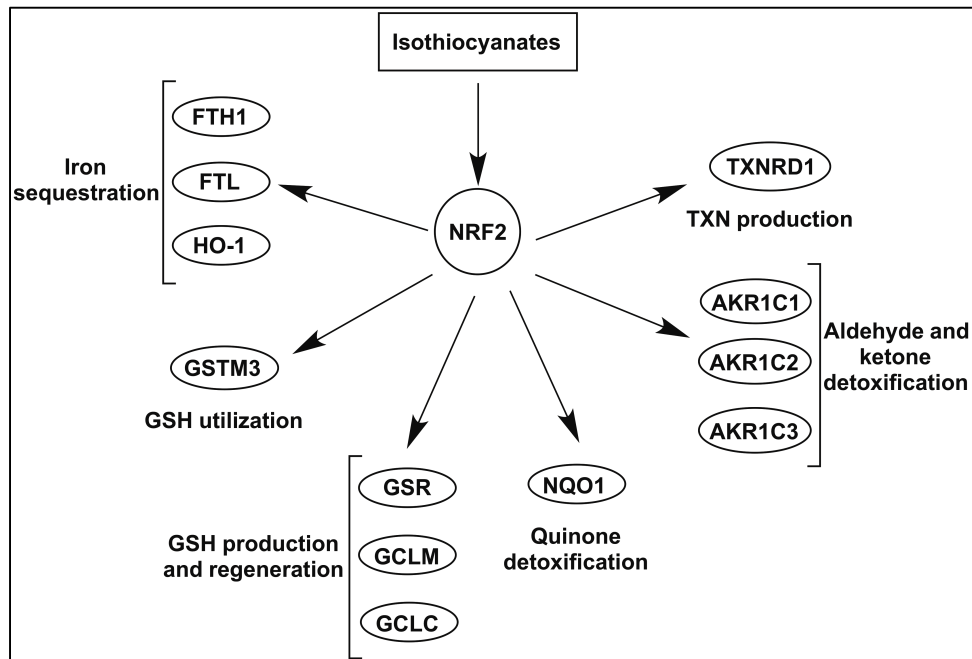 Isothiocyanates
FTH1
Iron
sequestration
FTL
HO-1
NRF2
TXNRD1
TXN production
AKR1C1
AKR1C2
AKR1C3
Aldehyde and
ketone
detoxification
GSTM3
GSH utilization
GSR
GCLM
GCLC
GSH production
and regeneration
NQO1
Quinone
detoxification